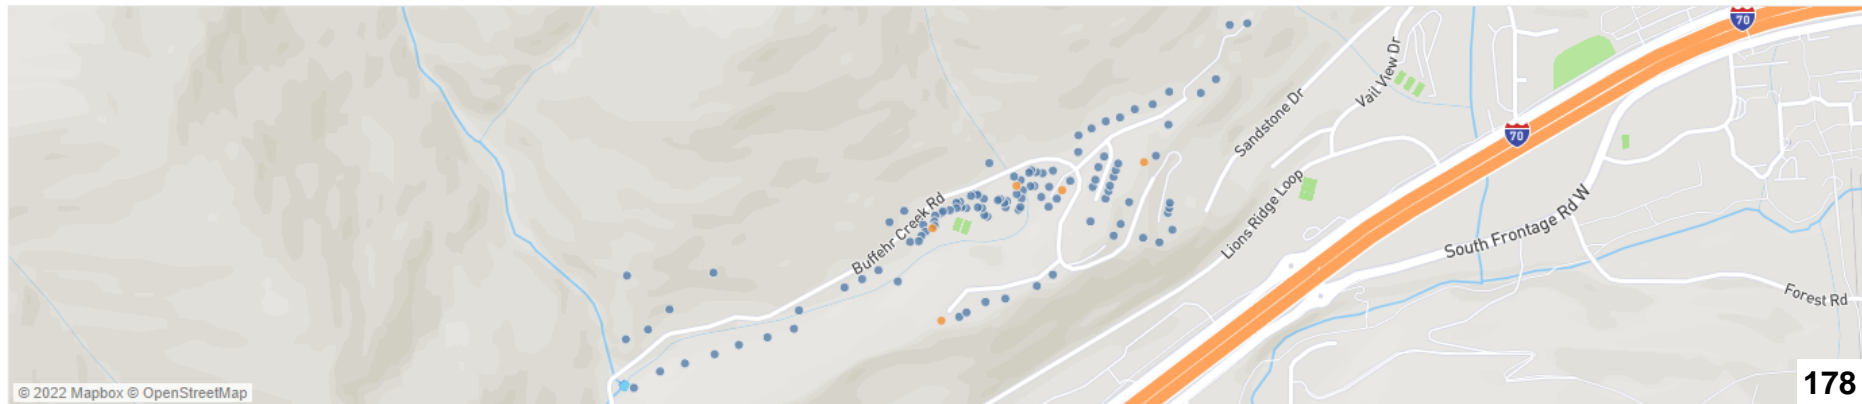 70
Vail View Dr
Sandstone Dr
70
Lions Ridge Loop
Buffehr Creek Rd
South Frontage Rd W
Forest Rd
© 2022 Mapbox © OpenStreetMap
178